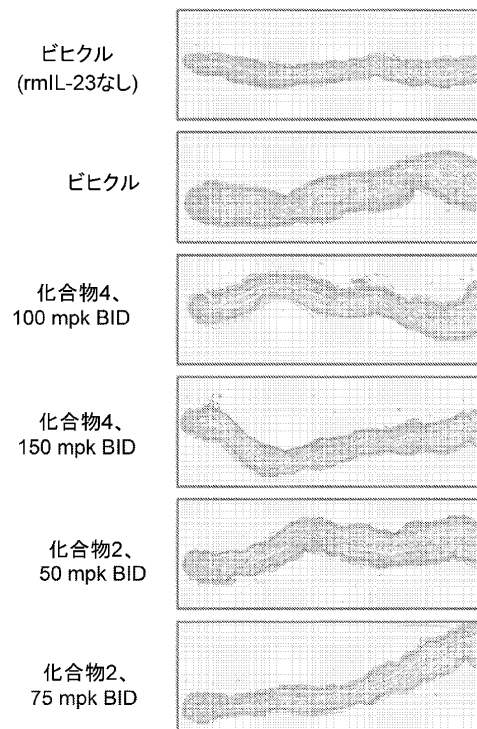 ビヒクル
(rmIL-23なし)
ビヒクル
化合物4、
100 mpk BID
化合物4、
150 mpk BID
化合物2、
50 mpk BID
化合物2、
75 mpk BID